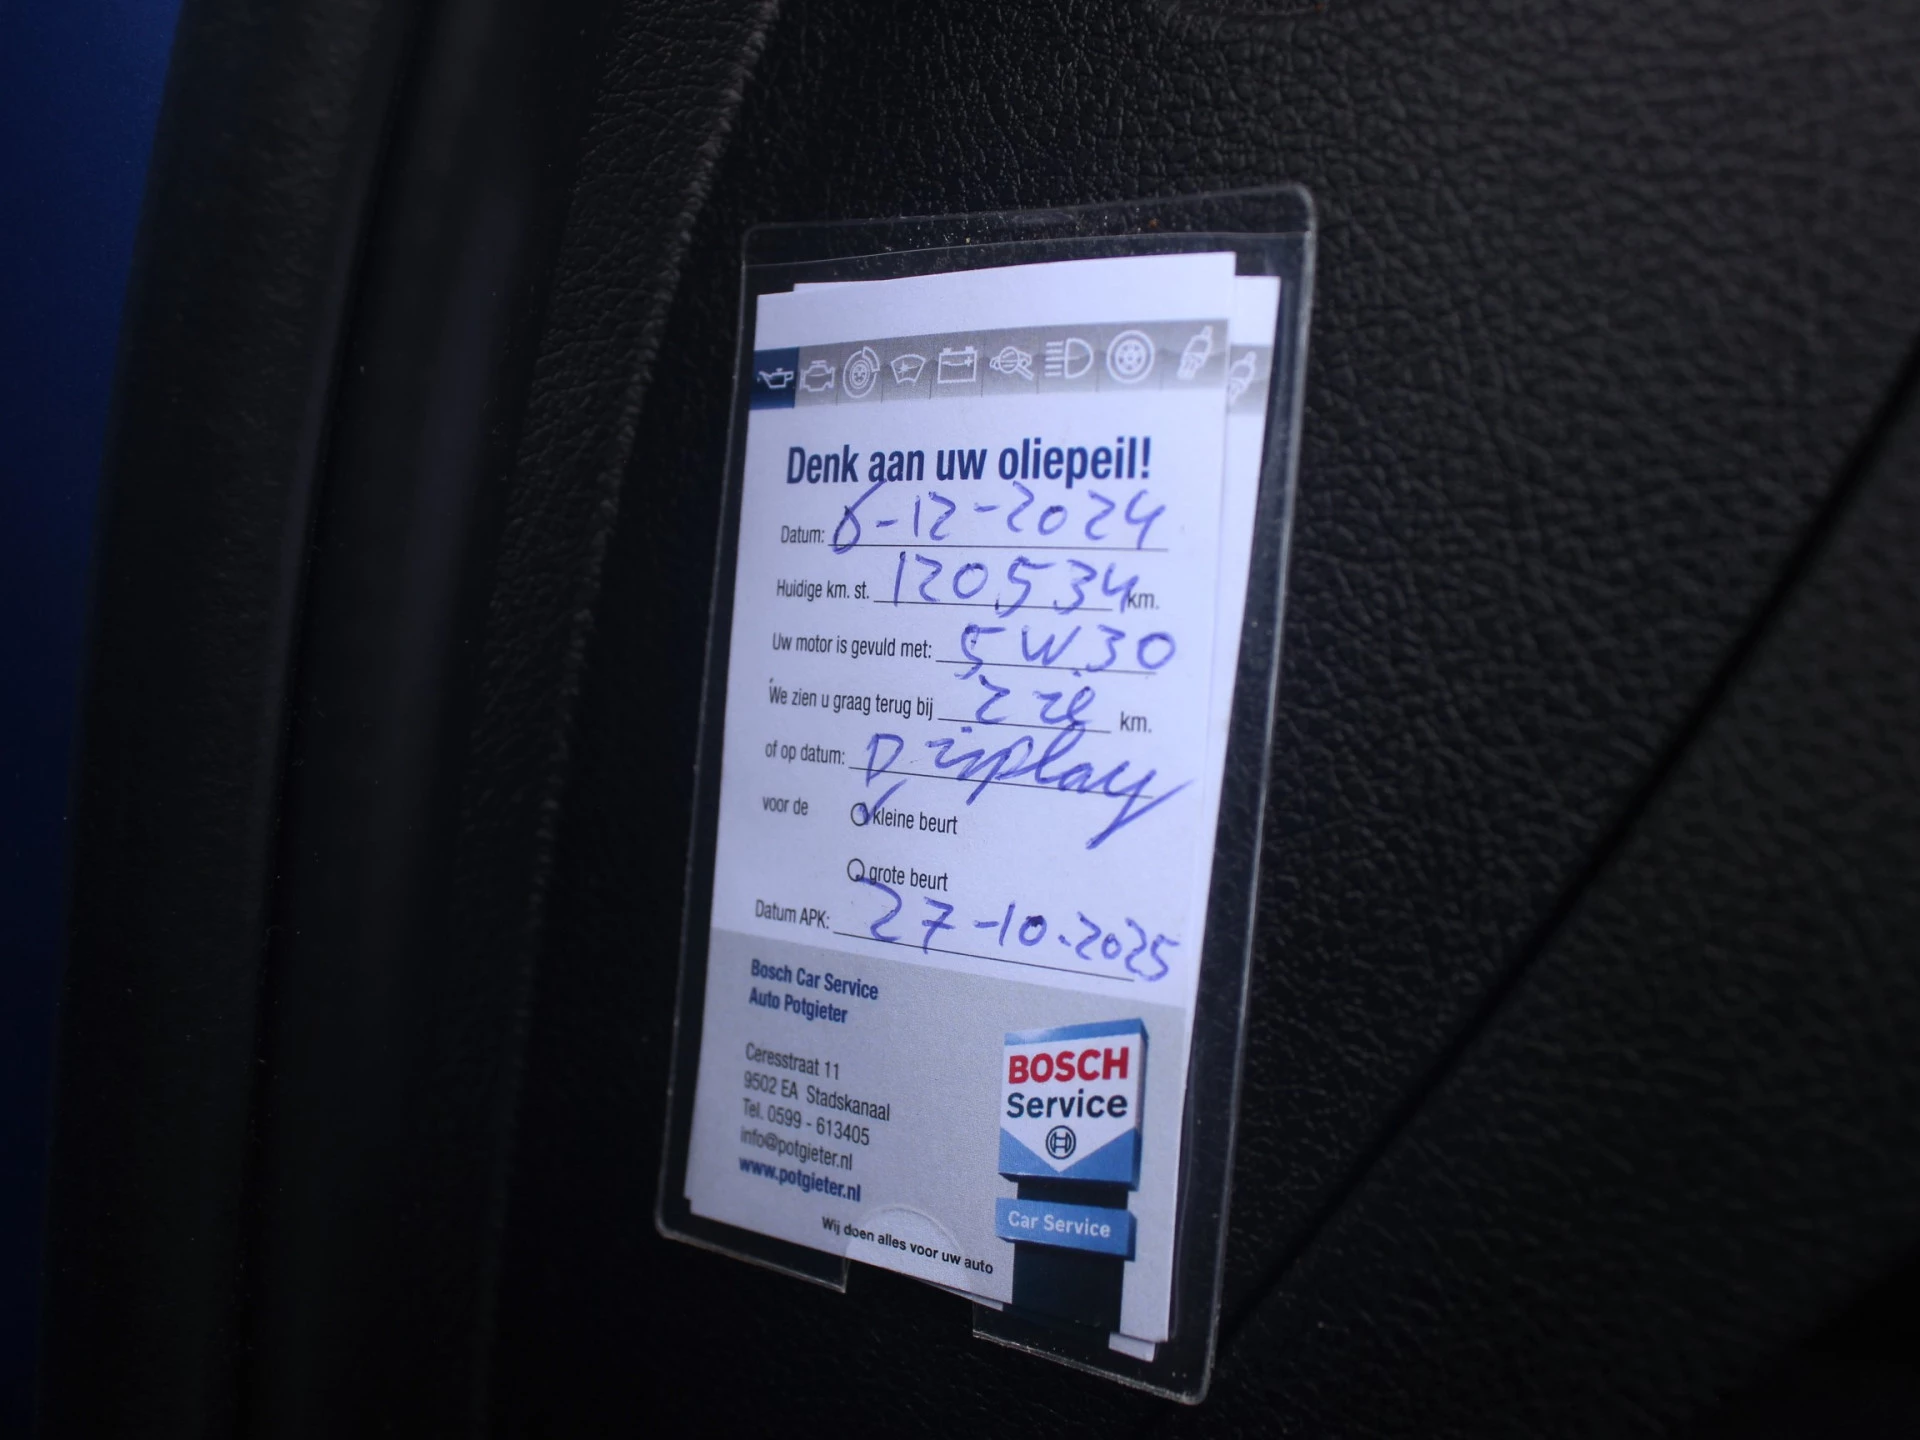 Denk aan uw oliepeil!
Datum: 6-12-2024
Huidige km. st. 120.534 km.
Uw motor is gevuld met: 5W30
We zien u graag terug bij zie km.
of op datum: Display
voor de kleine beurt
grote beurt
Datum APK: 27-10-2025
Bosch Car Service
Auto Potgieter
Ceresstraat 11
9502 EA Stadskanaal
Tel. 0599 - 613405
info@potgieter.nl
www.potgieter.nl
Wij doen alles voor uw auto
BOSCH
Service
Car Service